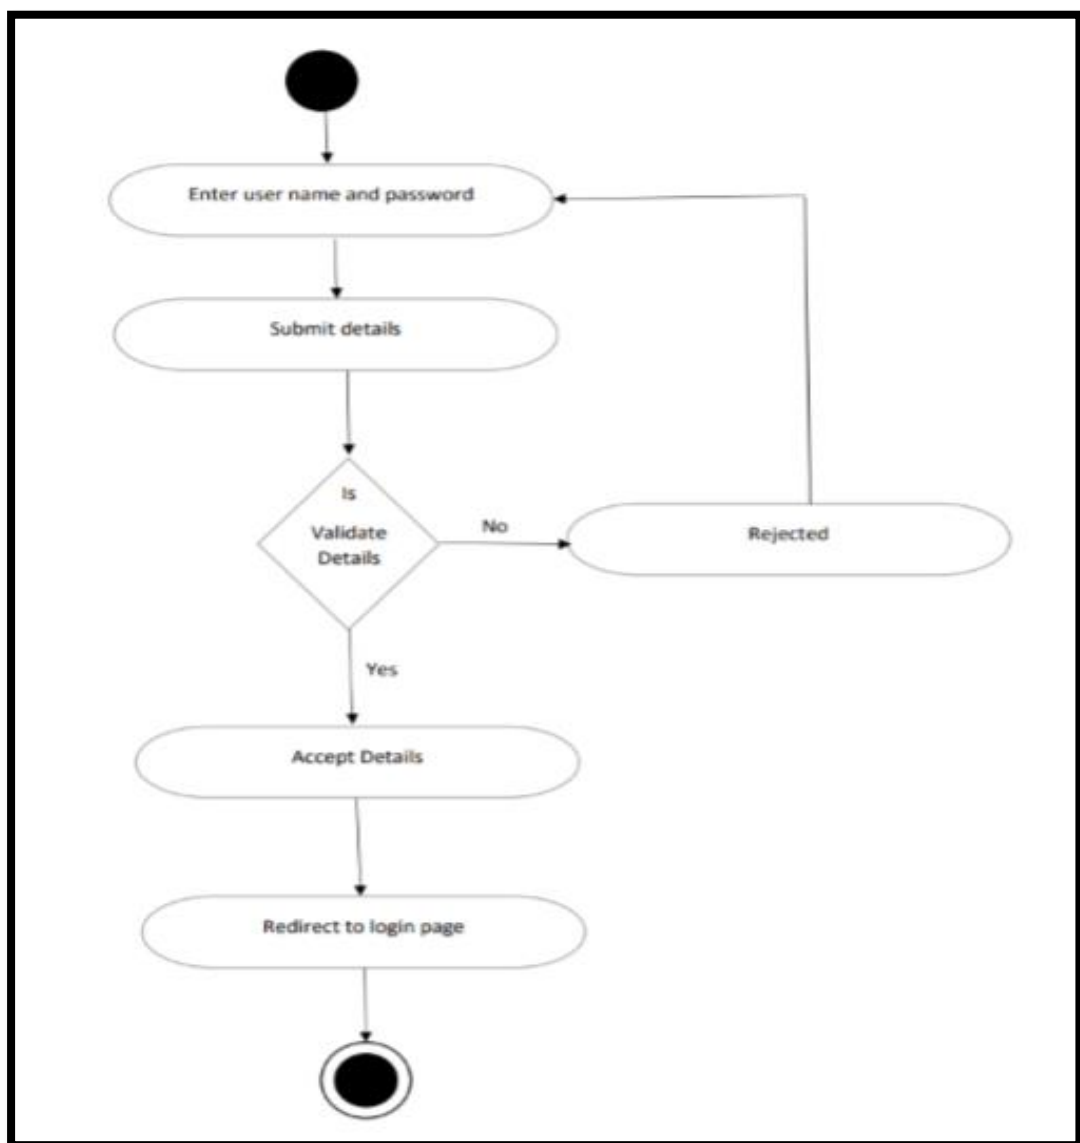 Enter user name and password
Submit details
Is
Validate
Details
No
Rejected
Yes
Accept Details
Redirect to login page